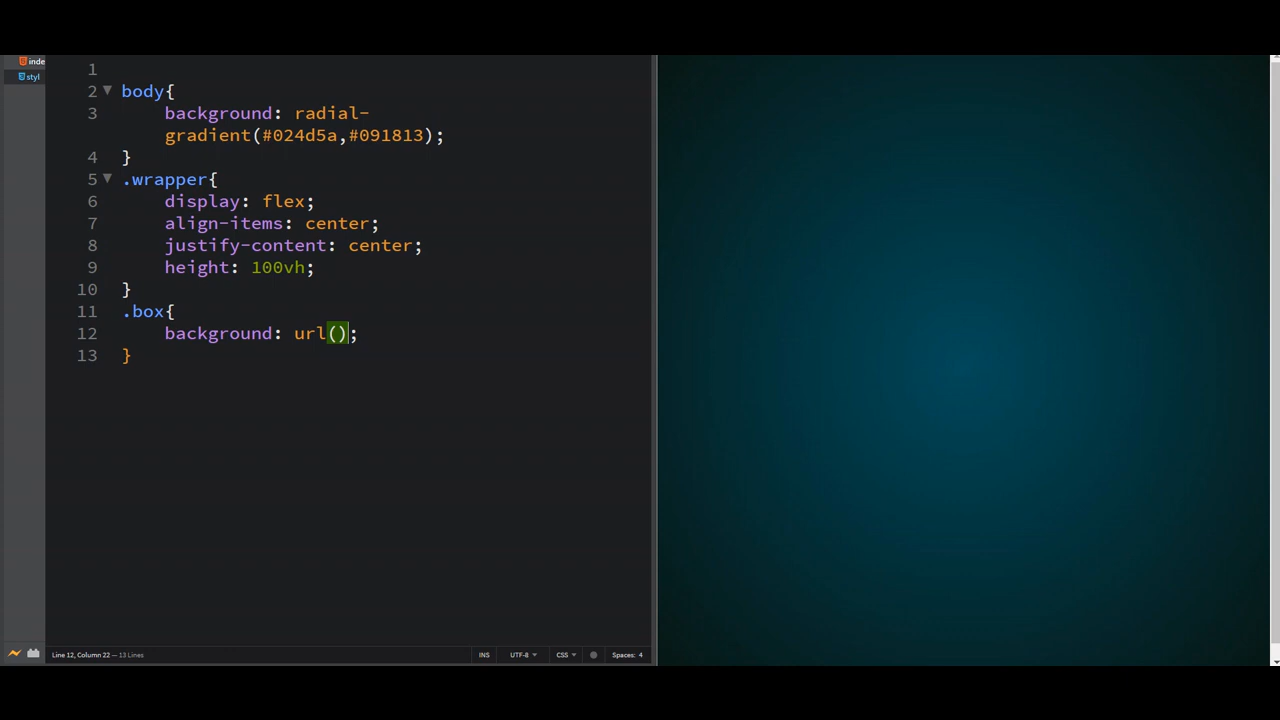 inde
styl
1
2 body{
3 background: radial-
gradient(#024d5a,#091813);
4 }
5 .wrapper{
6 display: flex;
7 align-items: center;
8 justify-content: center;
9 height: 100vh;
10 }
11 .box{
12 background: url();
13 }
Line 12, Column 22 — 13 Lines
INS UTF-8 CSS Spaces: 4